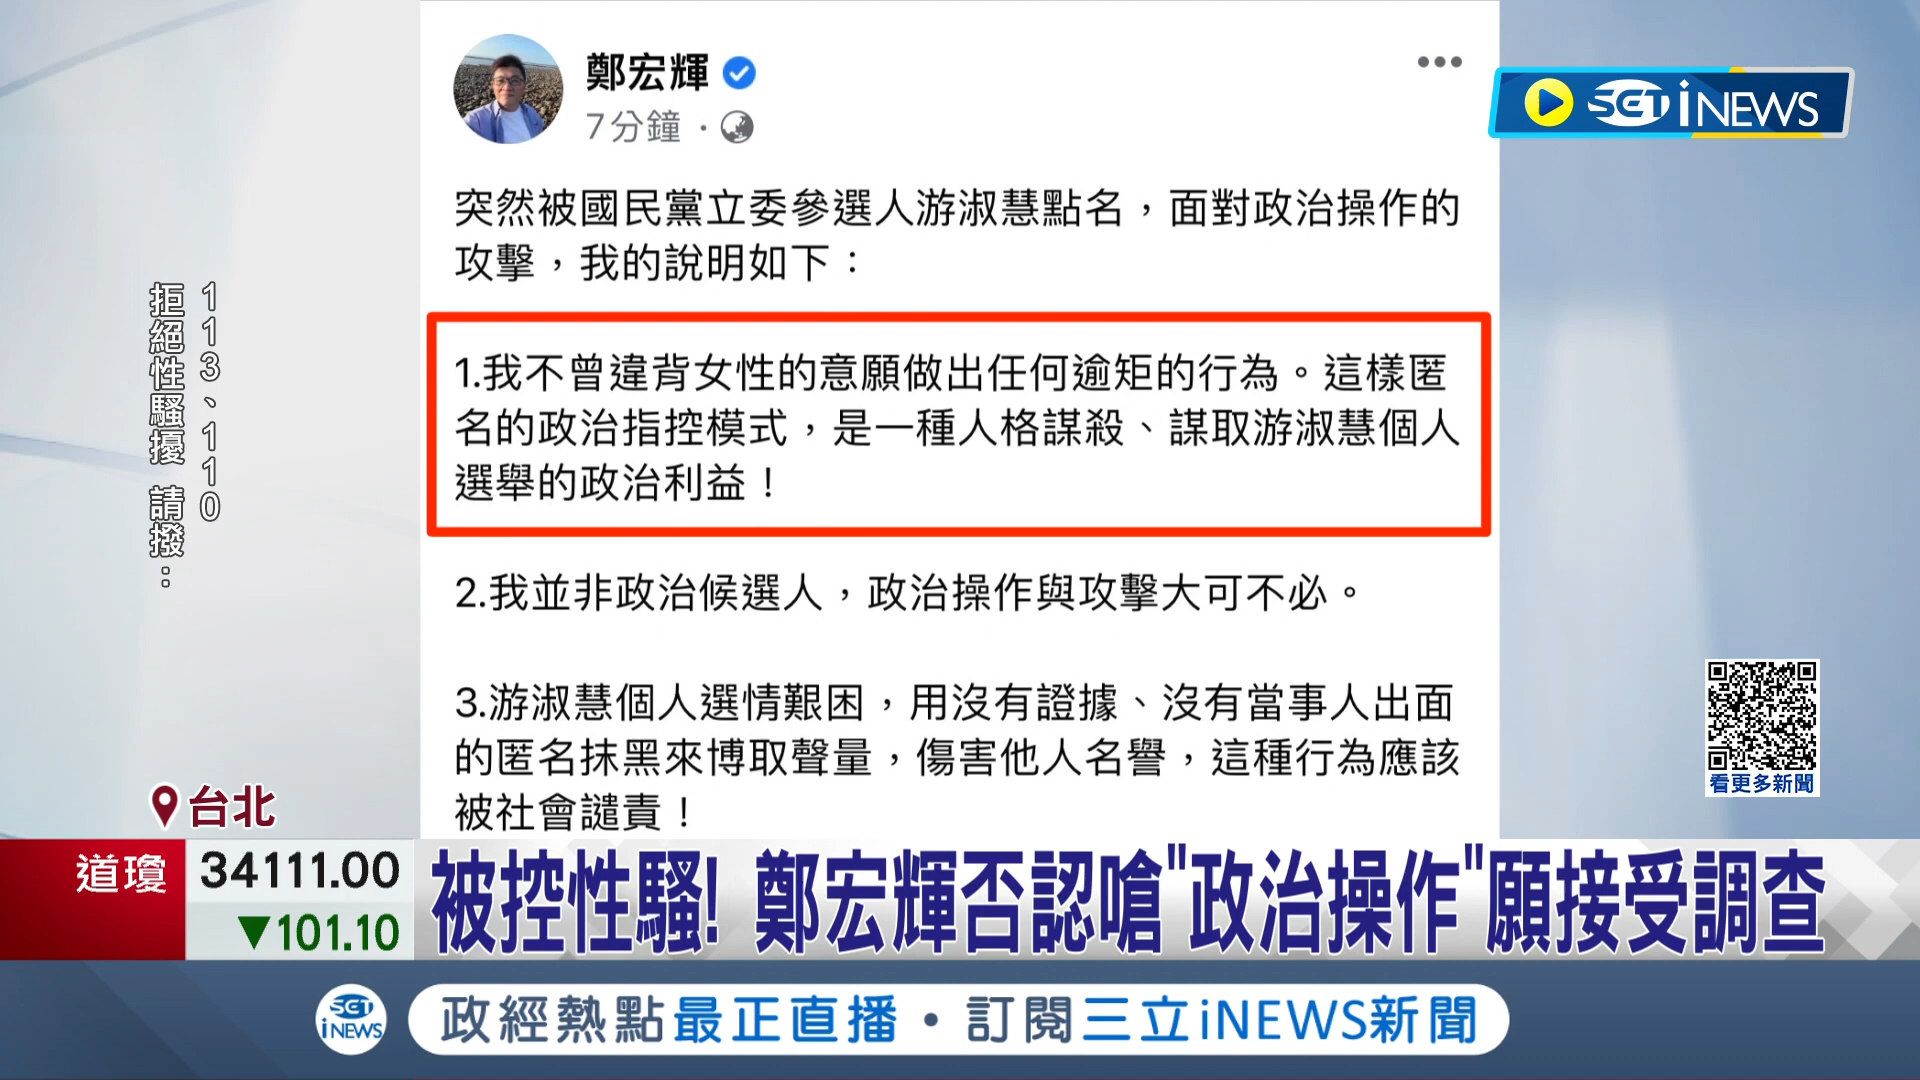 鄭宏輝
7分鐘 ·
突然被國民黨立委參選人游淑慧點名，面對政治操作的
攻擊，我的說明如下：
1.我不曾違背女性的意願做出任何逾矩的行為。這樣匿
名的政治指控模式，是一種人格謀殺、謀取游淑慧個人
選舉的政治利益！
2.我並非政治候選人，政治操作與攻擊大可不必。
3.游淑慧個人選情艱困，用沒有證據、沒有當事人出面
的匿名抹黑來博取聲量，傷害他人名譽，這種行為應該
被社會譴責！
SET iNEWS
拒絕性騷擾 請撥：
113、110
看更多新聞
台北
道瓊
34111.00
▼101.10
被控性騷! 鄭宏輝否認嗆"政治操作"願接受調查
SET iNEWS
政經熱點最正直播・訂閱三立iNEWS新聞